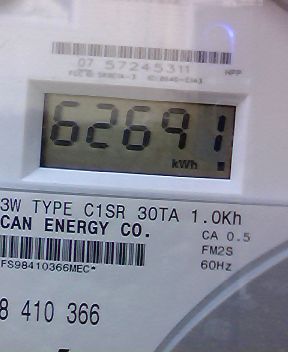 07 57245311
NPP
62691
kWh
3W TYPE C1SR 30TA 1.0Kh
CAN ENERGY CO.
CA 0.5
FM2S
60Hz
FS98410366MEC*
8 410 366